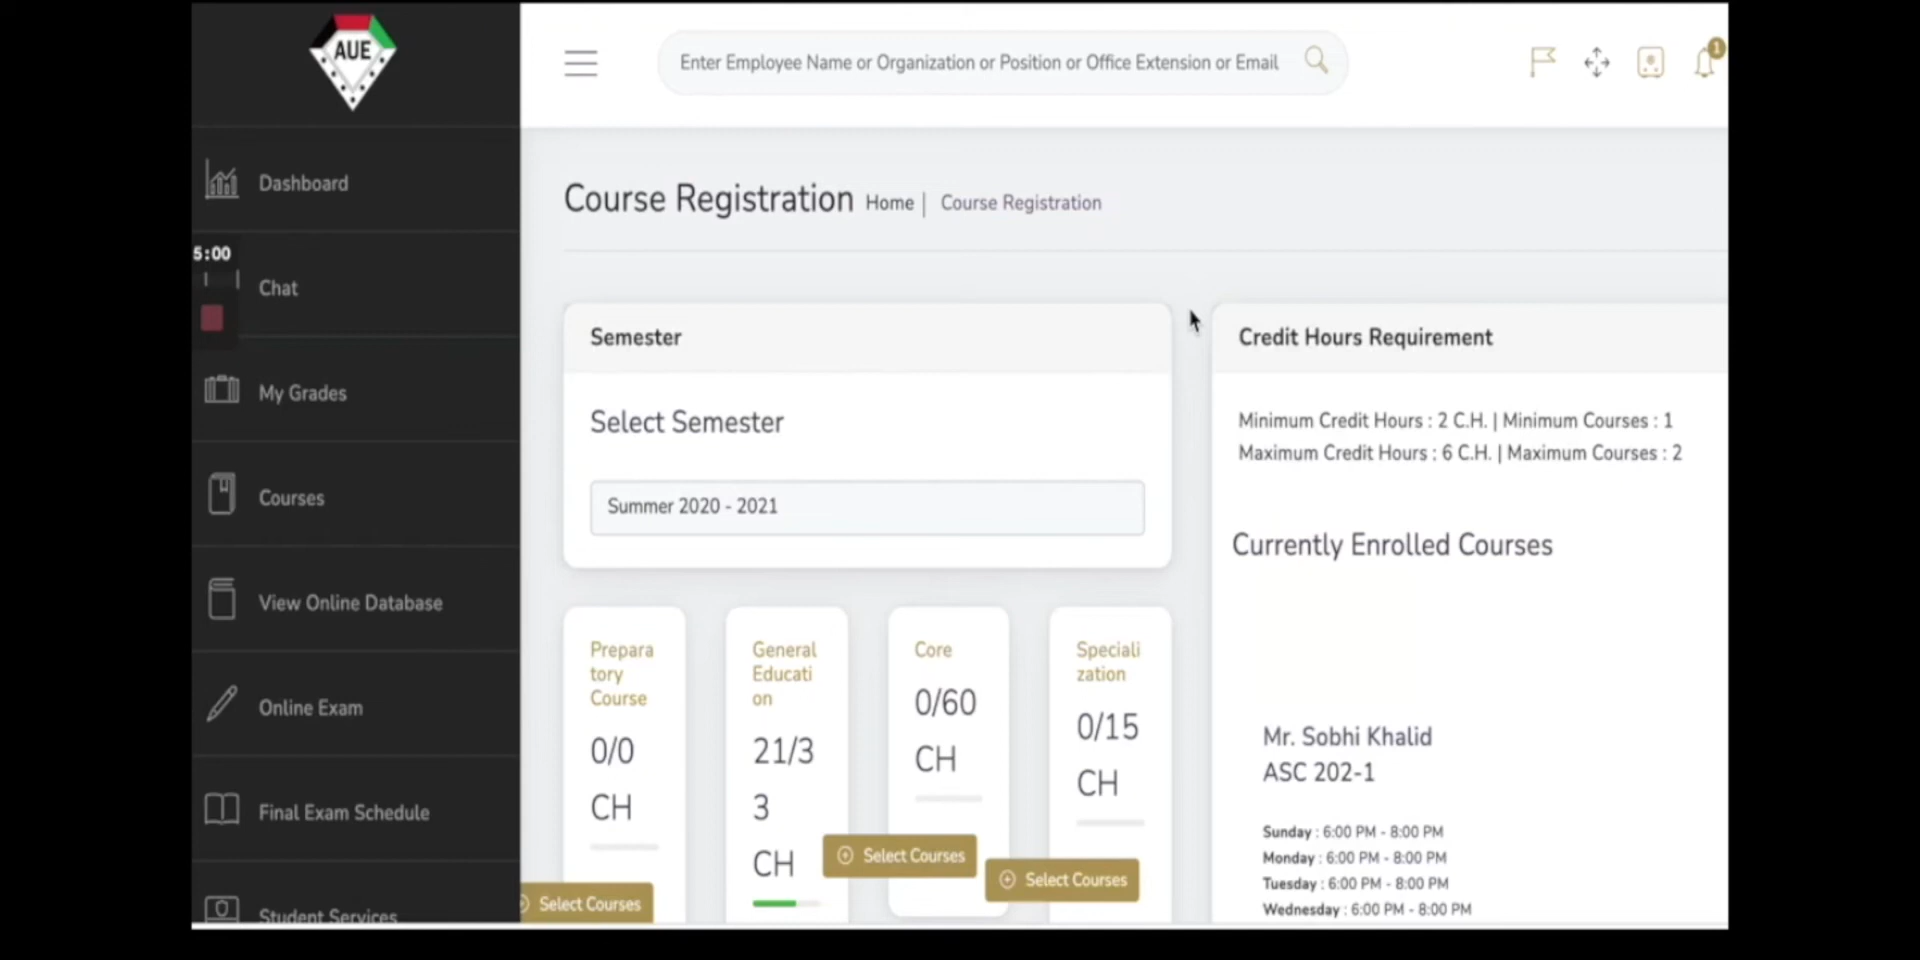 AUE
Enter Employee Name or Organization or Position or Office Extension or Email
1
Dashboard
5:00
Chat
My Grades
Courses
View Online Database
Online Exam
Final Exam Schedule
Student Services
Course Registration Home | Course Registration
Semester
Select Semester
Summer 2020 - 2021
Prepara
tory
Course
0/0
CH
Select Courses
General
Educati
on
21/3
3
CH
Core
0/60
CH
Select Courses
Speciali
zation
0/15
CH
Select Courses
Credit Hours Requirement
Minimum Credit Hours : 2 C.H. | Minimum Courses : 1
Maximum Credit Hours : 6 C.H. | Maximum Courses : 2
Currently Enrolled Courses
Mr. Sobhi Khalid
ASC 202-1
Sunday : 6:00 PM - 8:00 PM
Monday : 6:00 PM - 8:00 PM
Tuesday : 6:00 PM - 8:00 PM
Wednesday : 6:00 PM - 8:00 PM